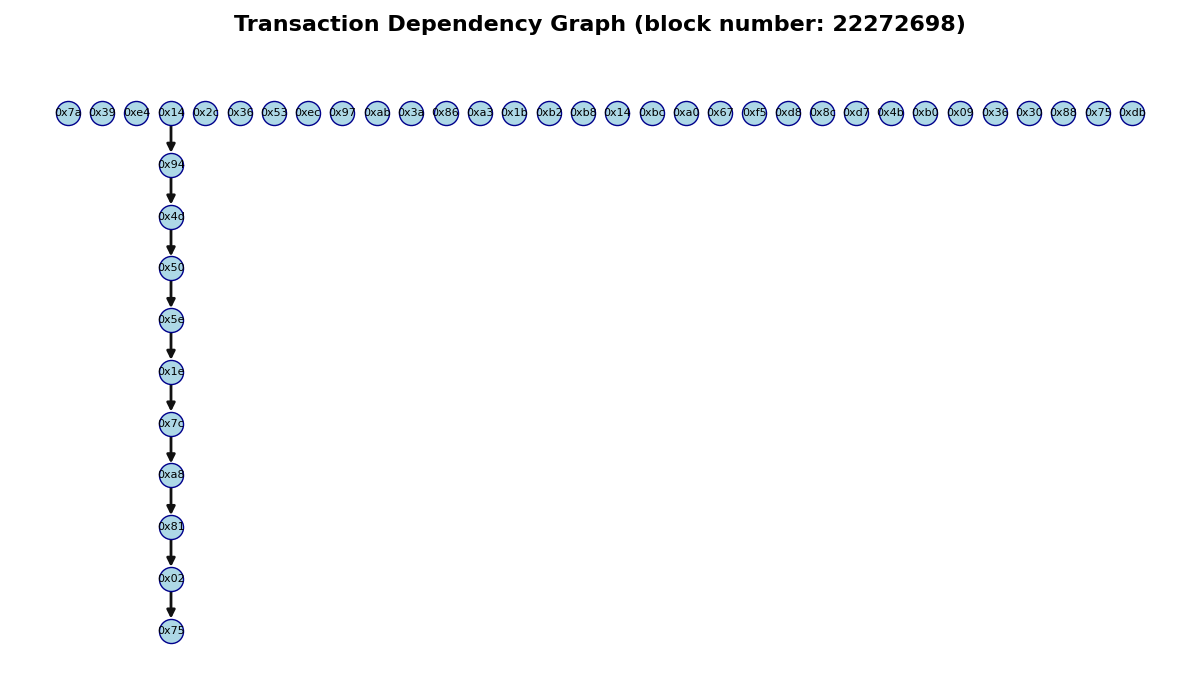 Transaction Dependency Graph (block number: 22272698)
0x7a 0x39 0xe4 0x14 0x2c 0x36 0x53 0xec 0x97 0xab 0x3a 0x86 0xa3 0x1b 0xb2 0xb8 0x14 0xbc 0xa0 0x67 0xf5 0xd8 0x8c 0xd7 0x4b 0xb0 0x09 0x36 0x30 0x88 0x75 0xdb
0x94
0x4d
0x50
0x5e
0x1e
0x7c
0xa8
0x81
0x02
0x75